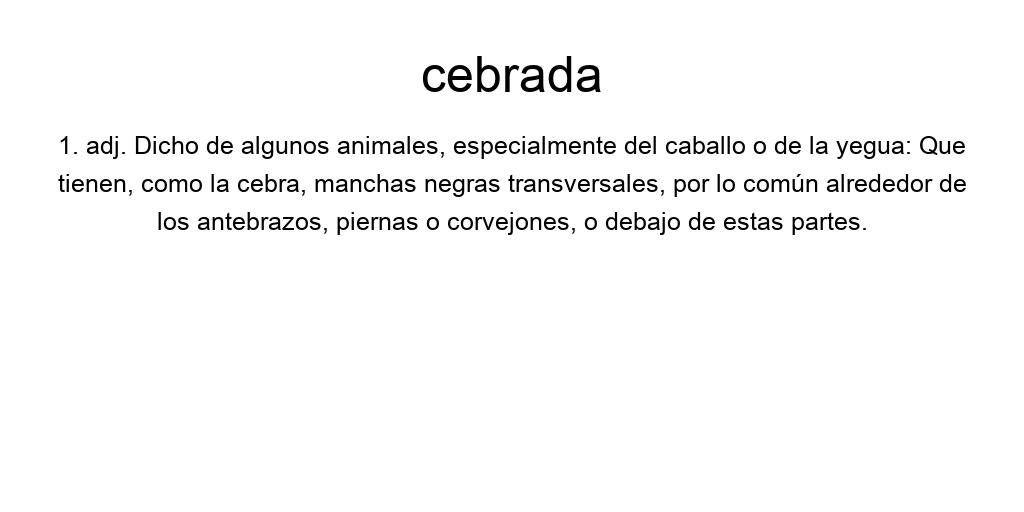 cebrada
1. adj. Dicho de algunos animales, especialmente del caballo o de la yegua: Que
tienen, como la cebra, manchas negras transversales, por lo común alrededor de
los antebrazos, piernas o corvejones, o debajo de estas partes.